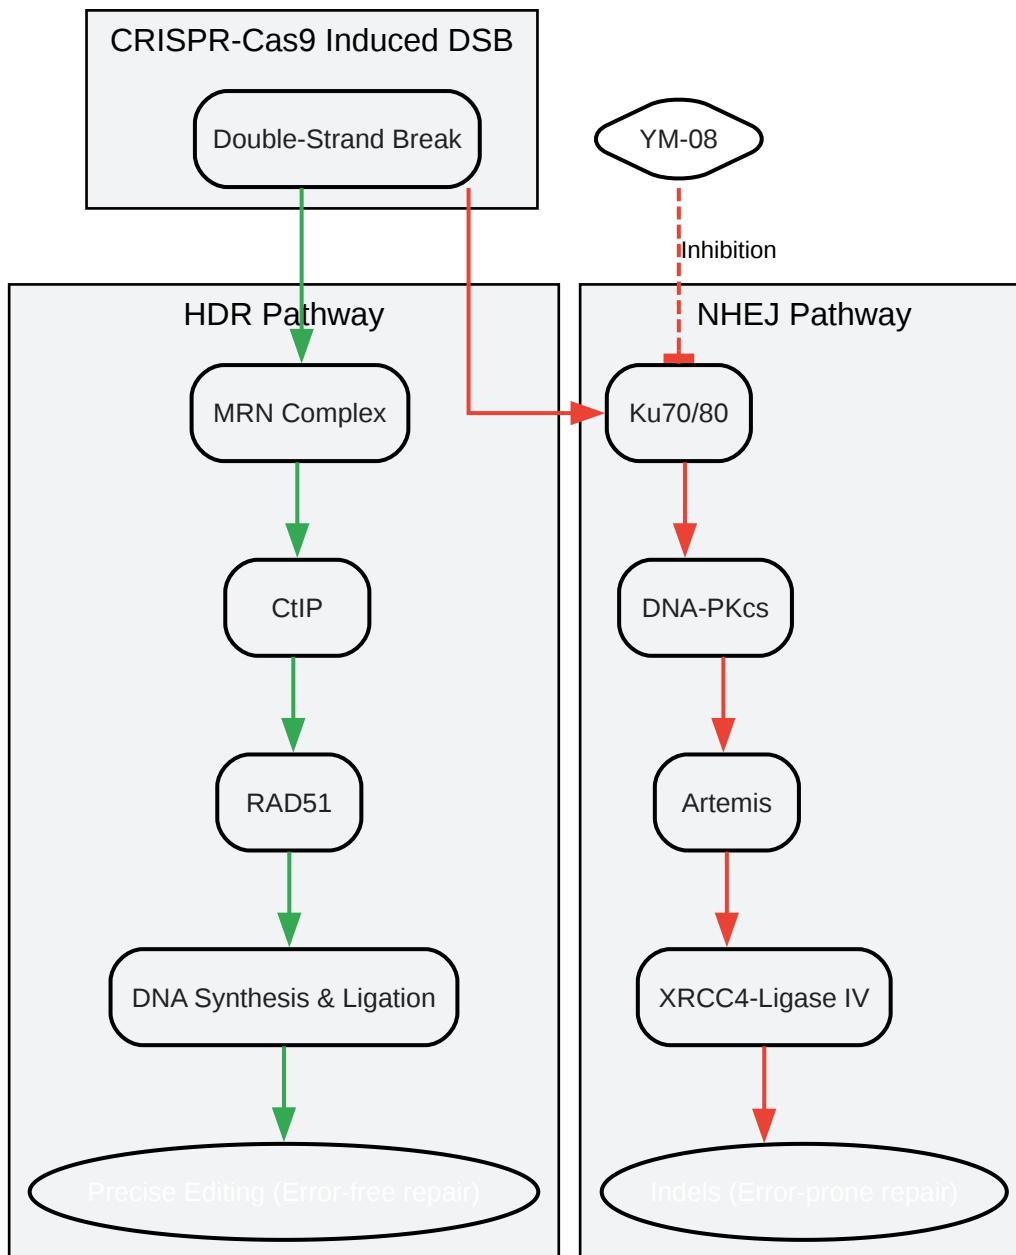 CRISPR-Cas9 Induced DSB
Double-Strand Break
YM-08
Inhibition
HDR Pathway
NHEJ Pathway
MRN Complex
Ku70/80
CtIP
DNA-PKcs
RAD51
Artemis
DNA Synthesis & Ligation
XRCC4-Ligase IV
Precise Editing (Error-free repair)
Indels (Error-prone repair)